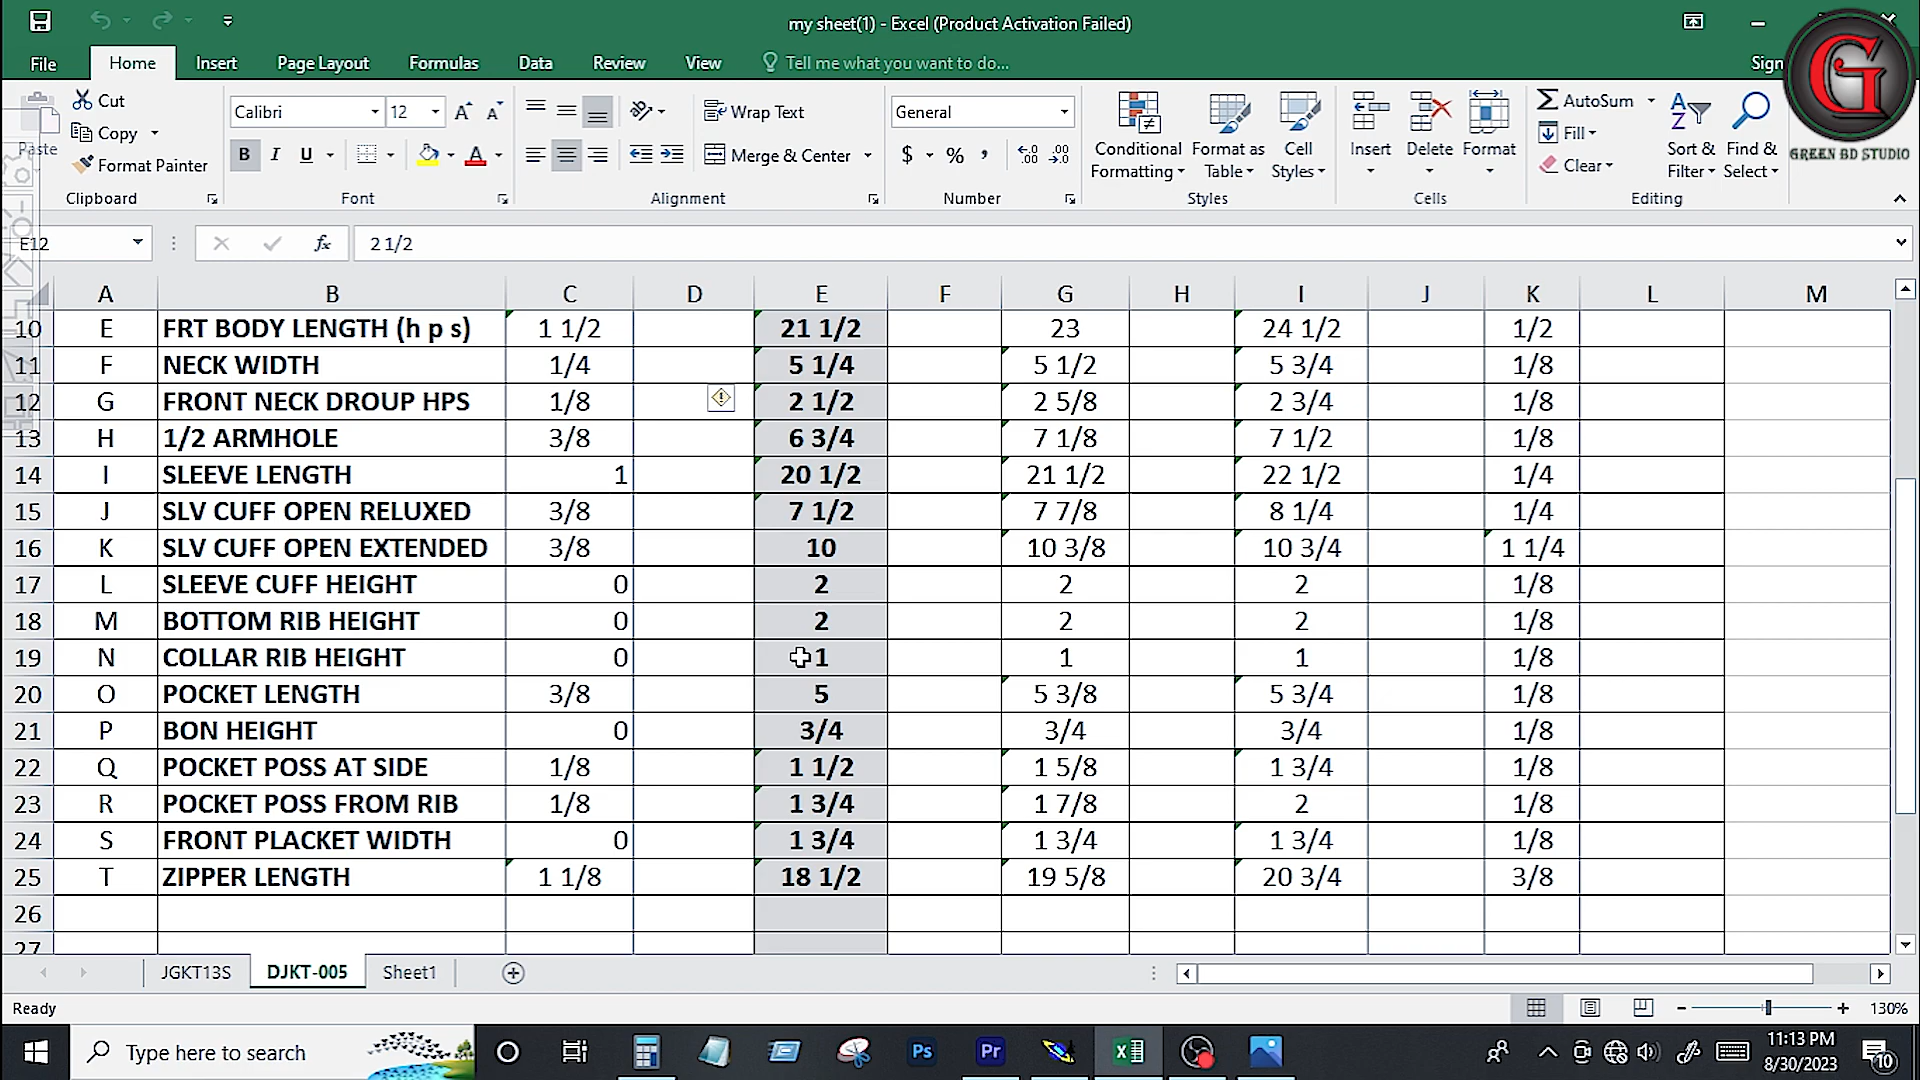 my sheet(1) - Excel (Product Activation Failed)
File Home Insert Page Layout Formulas Data Review View Tell me what you want to do... Sign
G
GREEN BD STUDIO
Paste Cut Copy Format Painter
Clipboard
Calibri 12
B I U A
Font
Wrap Text
Merge & Center
Alignment
General
$ % ,
Number
Conditional Formatting Format as Table Cell Styles
Styles
Insert Delete Format
Cells
AutoSum Fill Clear Sort & Filter Find & Select
Editing
E12 fx 2 1/2
A B C D E F G H I J K L M
10 E FRT BODY LENGTH (h p s) 1 1/2 21 1/2 23 24 1/2 1/2
11 F NECK WIDTH 1/4 5 1/4 5 1/2 5 3/4 1/8
12 G FRONT NECK DROUP HPS 1/8 2 1/2 2 5/8 2 3/4 1/8
13 H 1/2 ARMHOLE 3/8 6 3/4 7 1/8 7 1/2 1/8
14 I SLEEVE LENGTH 1 20 1/2 21 1/2 22 1/2 1/4
15 J SLV CUFF OPEN RELUXED 3/8 7 1/2 7 7/8 8 1/4 1/4
16 K SLV CUFF OPEN EXTENDED 3/8 10 10 3/8 10 3/4 1 1/4
17 L SLEEVE CUFF HEIGHT 0 2 2 2 1/8
18 M BOTTOM RIB HEIGHT 0 2 2 2 1/8
19 N COLLAR RIB HEIGHT 0 1 1 1 1/8
20 O POCKET LENGTH 3/8 5 5 3/8 5 3/4 1/8
21 P BON HEIGHT 0 3/4 3/4 3/4 1/8
22 Q POCKET POSS AT SIDE 1/8 1 1/2 1 5/8 1 3/4 1/8
23 R POCKET POSS FROM RIB 1/8 1 3/4 1 7/8 2 1/8
24 S FRONT PLACKET WIDTH 0 1 3/4 1 3/4 1 3/4 1/8
25 T ZIPPER LENGTH 1 1/8 18 1/2 19 5/8 20 3/4 3/8
26
27
JGKT13S DJKT-005 Sheet1
Ready 130%
Type here to search Ps Pr
11:13 PM
8/30/2023
10